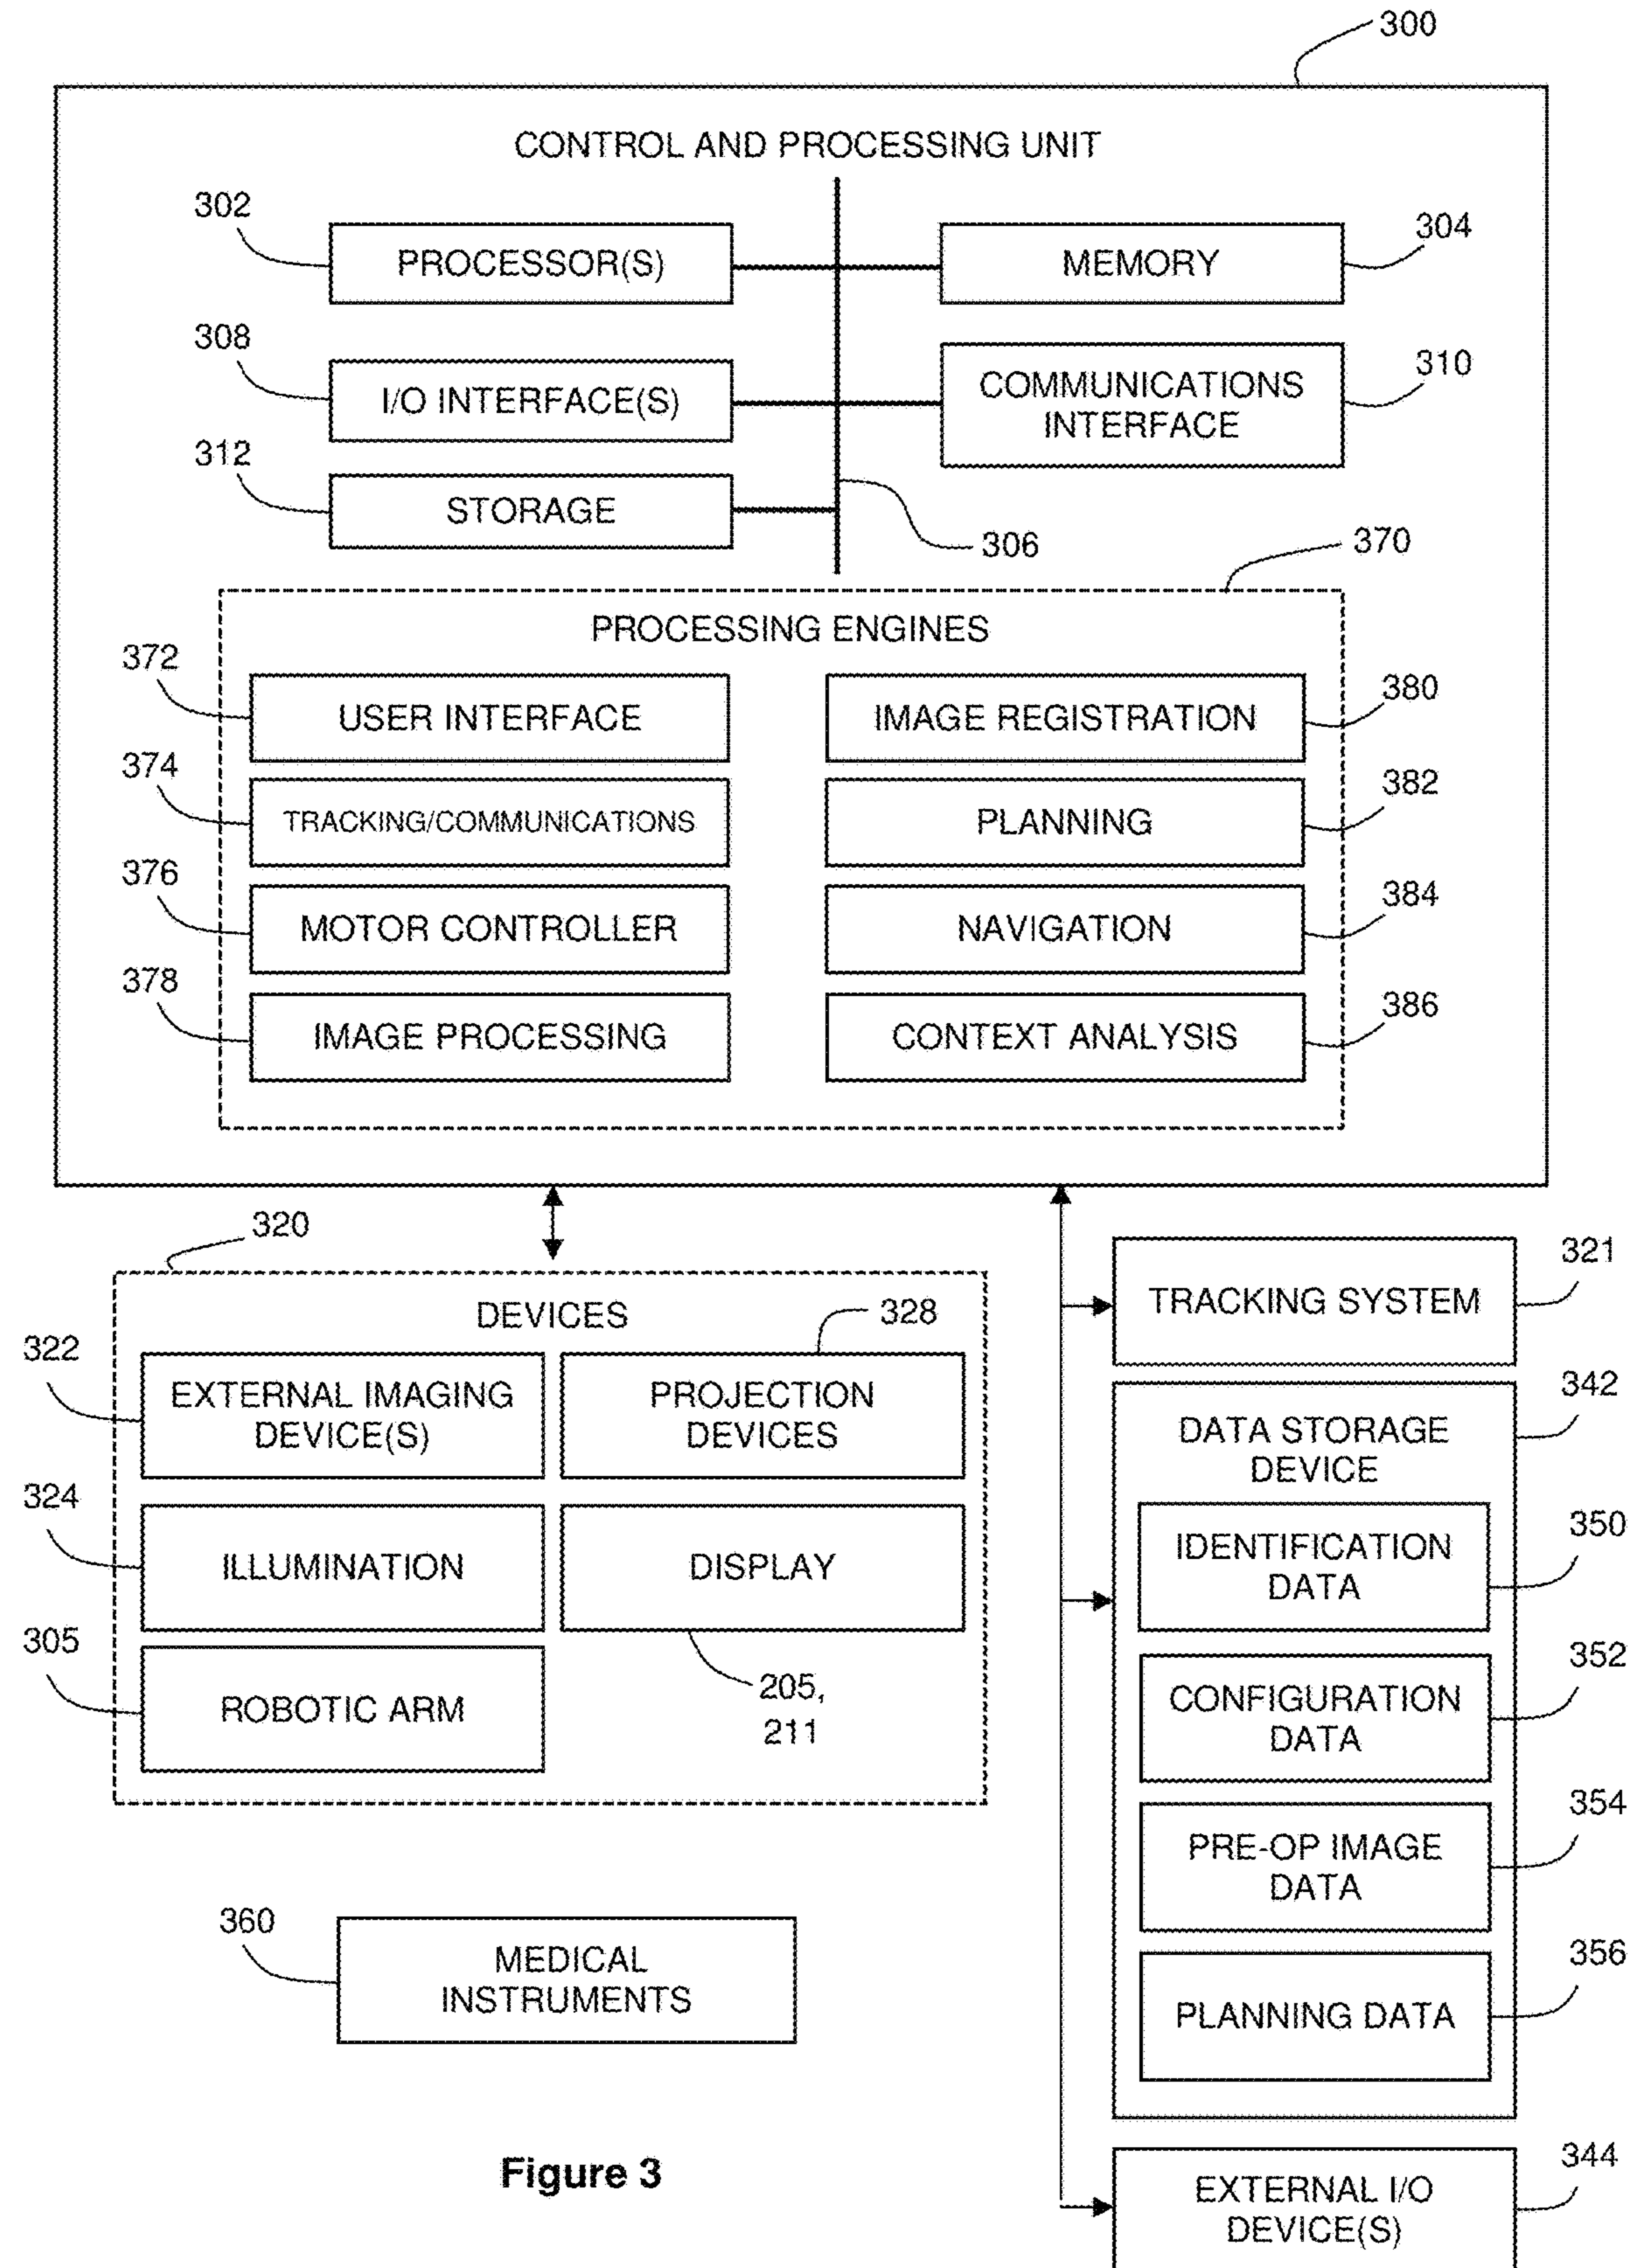 300
CONTROL AND PROCESSING UNIT
302
PROCESSOR(S)
MEMORY
304
308
I/O INTERFACE(S)
COMMUNICATIONS
INTERFACE
310
312
STORAGE
306
370
PROCESSING ENGINES
372
USER INTERFACE
IMAGE REGISTRATION
380
374
TRACKING/COMMUNICATIONS
PLANNING
382
376
MOTOR CONTROLLER
NAVIGATION
384
378
IMAGE PROCESSING
CONTEXT ANALYSIS
386
320
DEVICES
328
322
EXTERNAL IMAGING
DEVICE(S)
PROJECTION
DEVICES
324
ILLUMINATION
DISPLAY
305
ROBOTIC ARM
205,
211
321
TRACKING SYSTEM
342
DATA STORAGE
DEVICE
350
IDENTIFICATION
DATA
352
CONFIGURATION
DATA
354
PRE-OP IMAGE
DATA
356
PLANNING DATA
360
MEDICAL
INSTRUMENTS
344
EXTERNAL I/O
DEVICE(S)
Figure 3